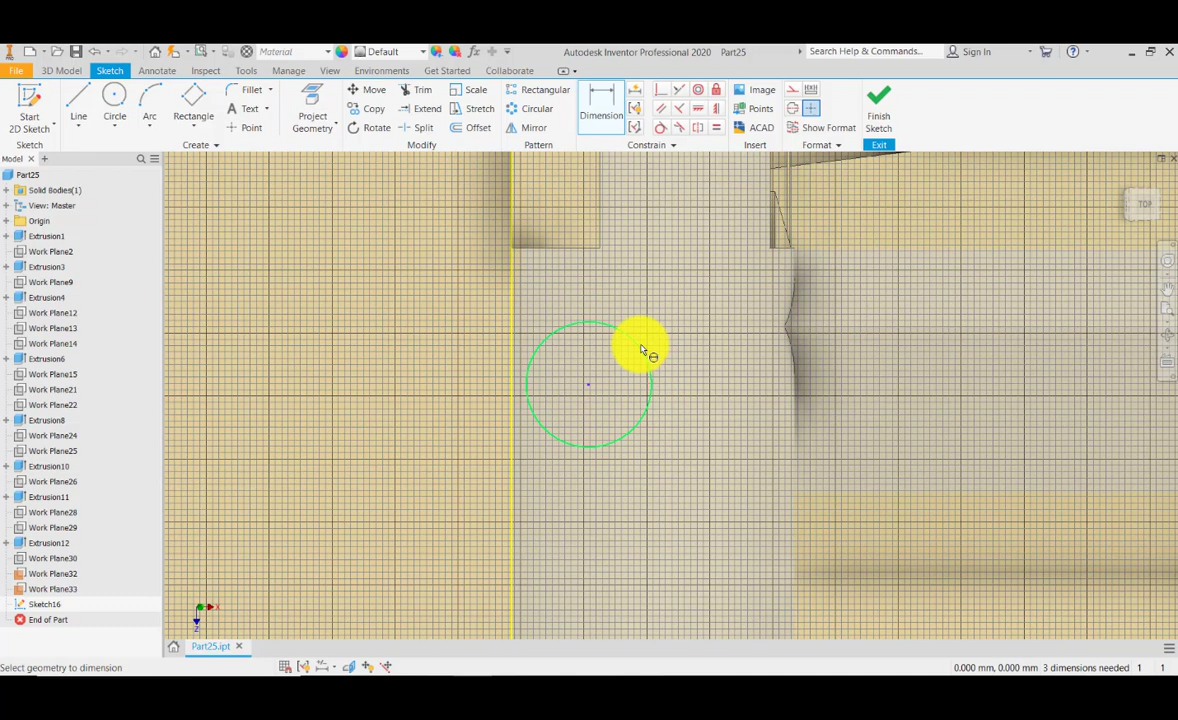 Material
Default
Autodesk Inventor Professional 2020 Part25
Search Help & Commands...
Sign In
File
3D Model
Sketch
Annotate
Inspect
Tools
Manage
View
Environments
Get Started
Collaborate
Start
2D Sketch
Line
Circle
Arc
Rectangle
Fillet
Text
Point
Project
Geometry
Move
Copy
Rotate
Trim
Extend
Split
Scale
Stretch
Offset
Rectangular
Circular
Mirror
Dimension
Image
Points
ACAD
Show Format
Finish
Sketch
Sketch
Create
Modify
Pattern
Constrain
Insert
Format
Exit
Model
Part25
Solid Bodies(1)
View: Master
Origin
Extrusion1
Work Plane2
Extrusion3
Work Plane9
Extrusion4
Work Plane12
Work Plane13
Work Plane14
Extrusion6
Work Plane15
Work Plane21
Work Plane22
Extrusion8
Work Plane24
Work Plane25
Extrusion10
Work Plane26
Extrusion11
Work Plane28
Work Plane29
Extrusion12
Work Plane30
Work Plane32
Work Plane33
Sketch16
End of Part
TOP
X
Z
Part25.ipt
Select geometry to dimension
0.000 mm, 0.000 mm 3 dimensions needed 1 1